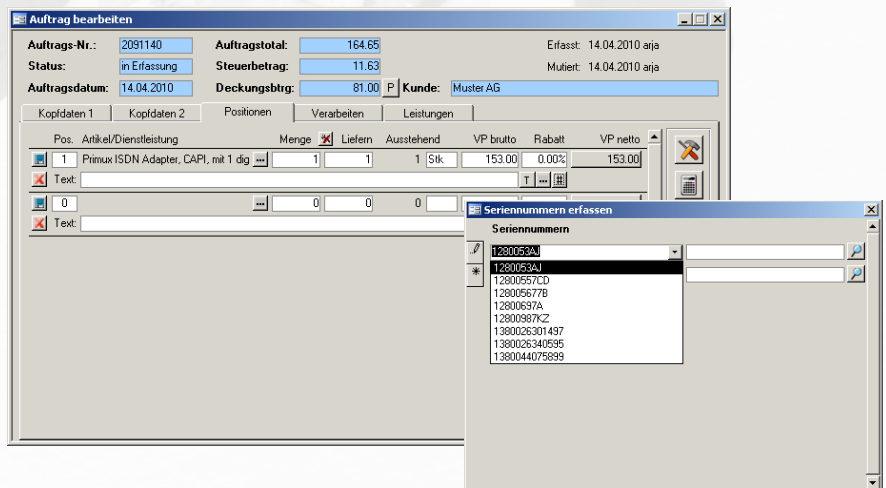 Auftrag bearbeiten
Auftrags-Nr.: 2091140 Auftragstotal: 164.65 Erfasst: 14.04.2010 arja
Status: in Erfassung Steuerbetrag: 11.63 Mutiert: 14.04.2010 arja
Auftragsdatum: 14.04.2010 Deckungsbtrg: 81.00 P Kunde: Muster AG
Kopfdaten 1 Kopfdaten 2 Positionen Verarbeiten Leistungen
Pos. Artikel/Dienstleistung Menge Liefern Ausstehend VP brutto Rabatt VP netto
1 Primux ISDN Adapter, CAPI, mit 1 dig ... 1 1 1 Stk 153.00 0.00% 153.00
Text: T ...
0 ... 0 0 0
Text:
Seriennummern erfassen
Seriennummern
1280053AJ
1280053AJ
12800557CD
128005677B
12800697A
12800987KZ
1380026301497
1380026340595
1380044075899